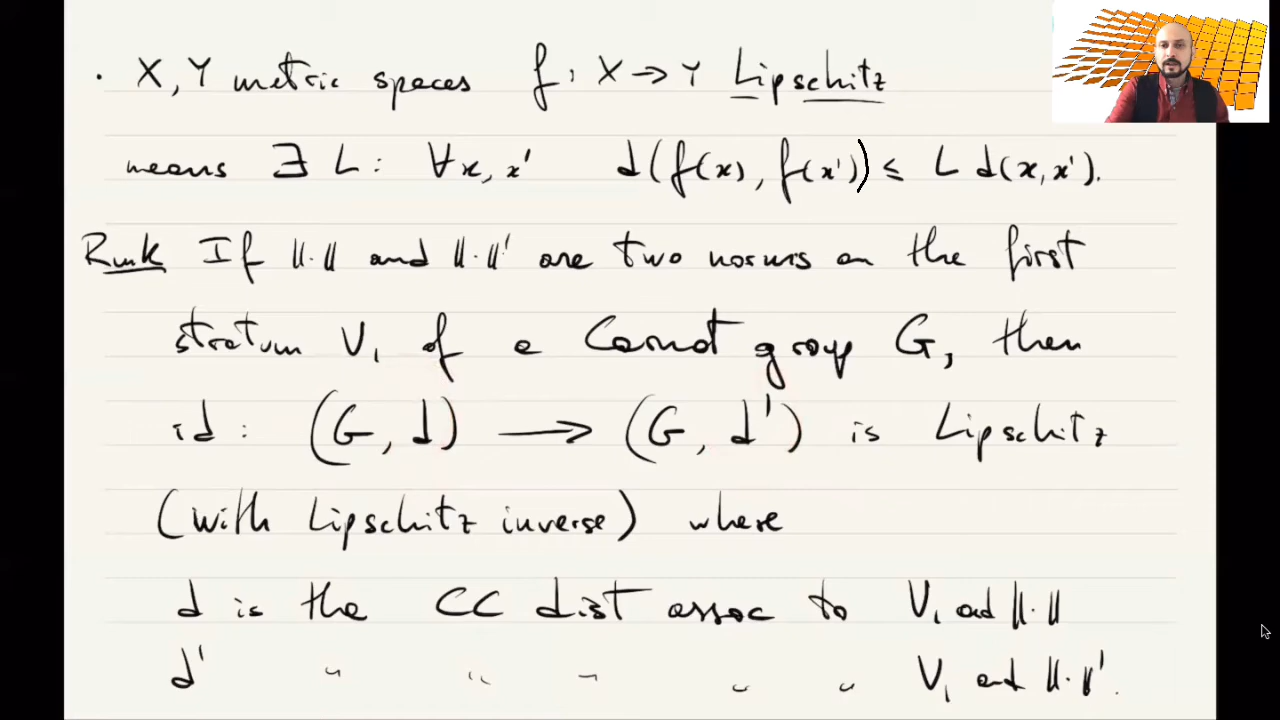 · X, Y metric spaces f: X → Y Lipschitz
means ∃ L : ∀x, x' d(f(x), f(x')) ≤ L d(x, x').
Rmk If ||·|| and ||·||' are two norms on the first
stratum V₁ of a Carnot group G, then
id : (G, d) ⟶ (G, d') is Lipschitz
(with Lipschitz inverse) where
d is the CC dist assoc to V₁ and ||·||
d' " " " " " V₁ and ||·||'.